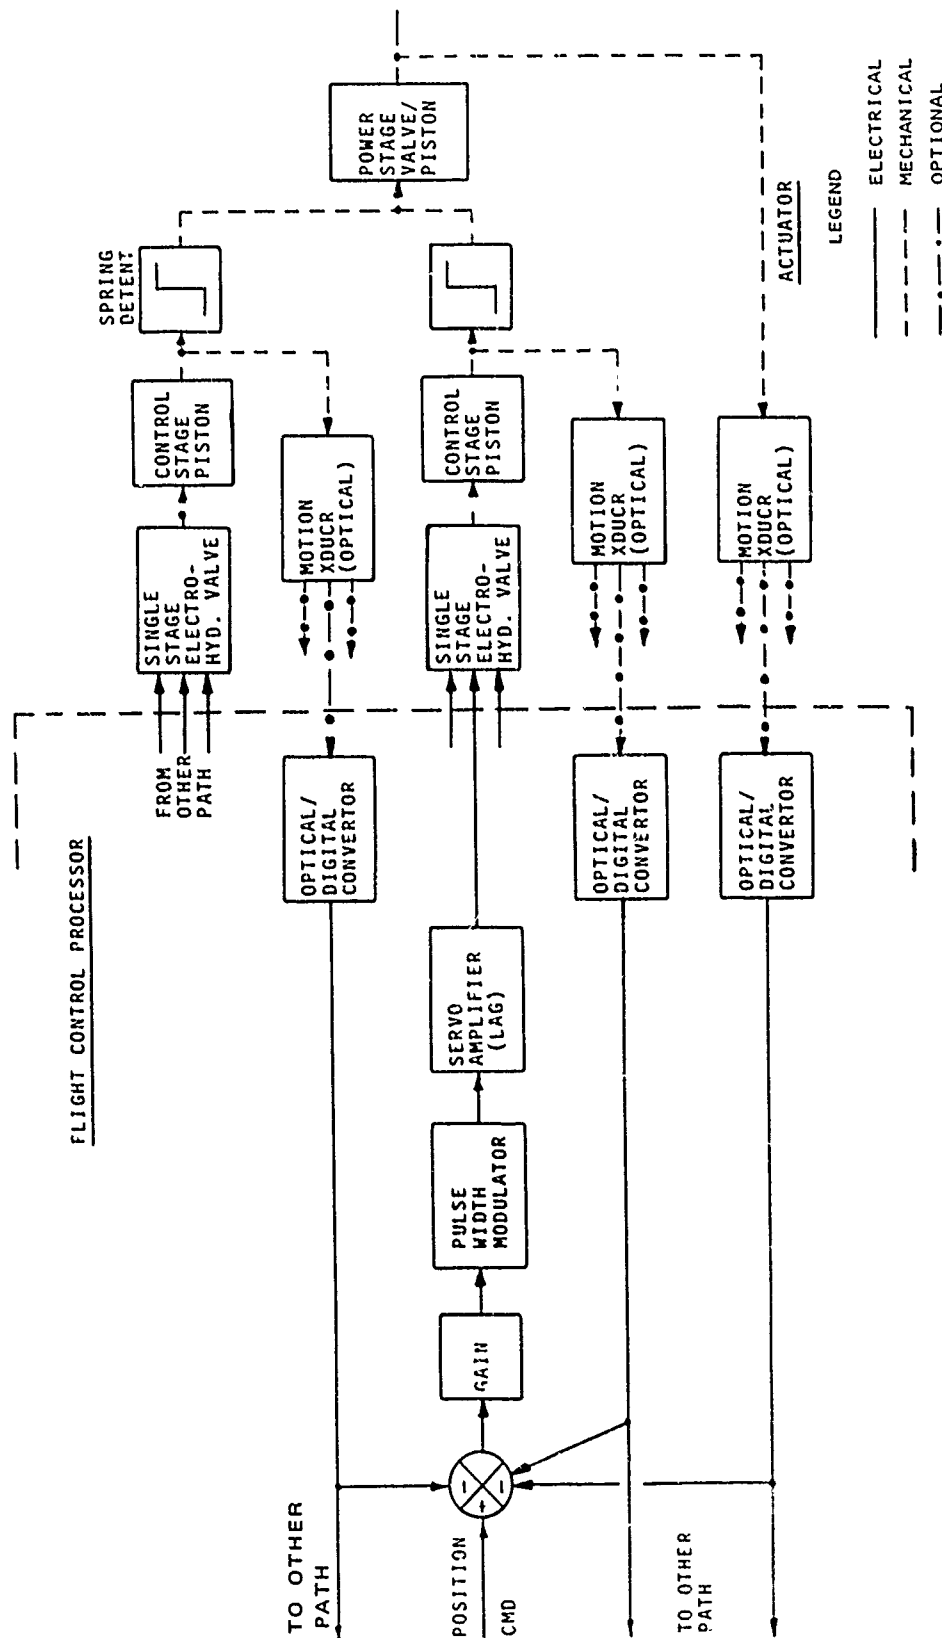 FLIGHT CONTROL PROCESSOR
SPRING
DETENT
FROM
OTHER
PATH
SINGLE
STAGE
ELECTRO-
HYD. VALVE
CONTROL
STAGE
PISTON
POWER
STAGE
VALVE/
PISTON
TO OTHER
PATH
OPTICAL/
DIGITAL
CONVERTOR
MOTION
XDUCR
(OPTICAL)
POSITION
CMD
+
-
-
GAIN
PULSE
WIDTH
MODULATOR
SERVO
AMPLIFIER
(LAG)
SINGLE
STAGE
ELECTRO-
HYD. VALVE
CONTROL
STAGE
PISTON
OPTICAL/
DIGITAL
CONVERTOR
MOTION
XDUCR
(OPTICAL)
TO OTHER
PATH
OPTICAL/
DIGITAL
CONVERTOR
MOTION
XDUCR
(OPTICAL)
ACTUATOR
LEGEND
ELECTRICAL
MECHANICAL
OPTIONAL